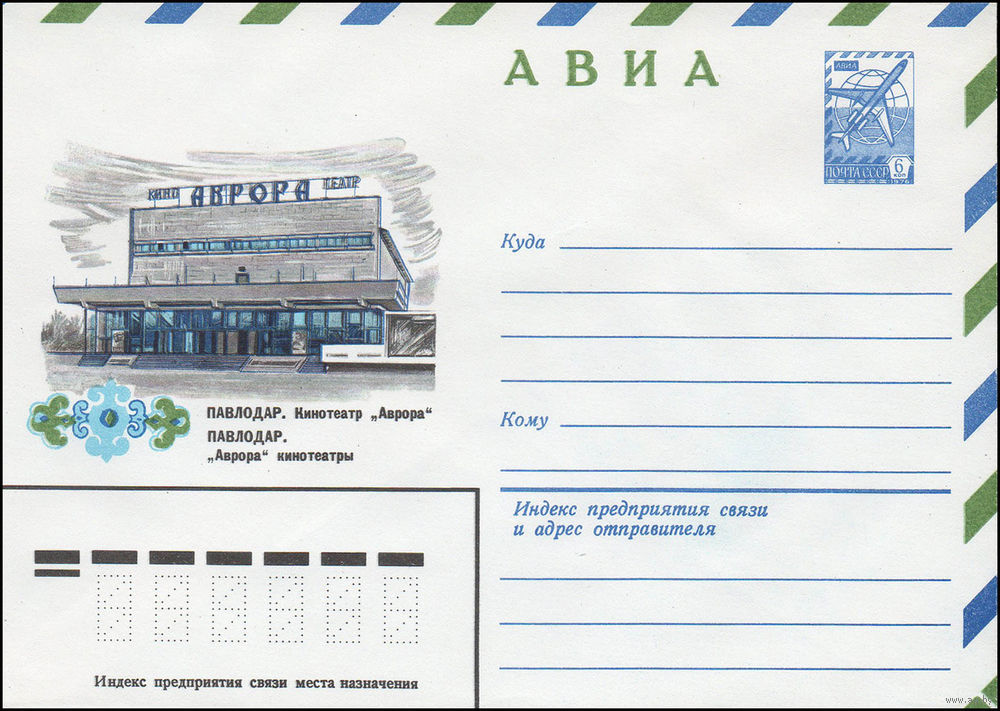 АВИА
АВИА
6
КОП
ПОЧТА СССР
1976
КИНО АВРОРА ТЕАТР
Куда
Кому
ПАВЛОДАР. Кинотеатр „Аврора“
ПАВЛОДАР.
„Аврора“ кинотеатры
Индекс предприятия связи
и адрес отправителя
Индекс предприятия связи места назначения